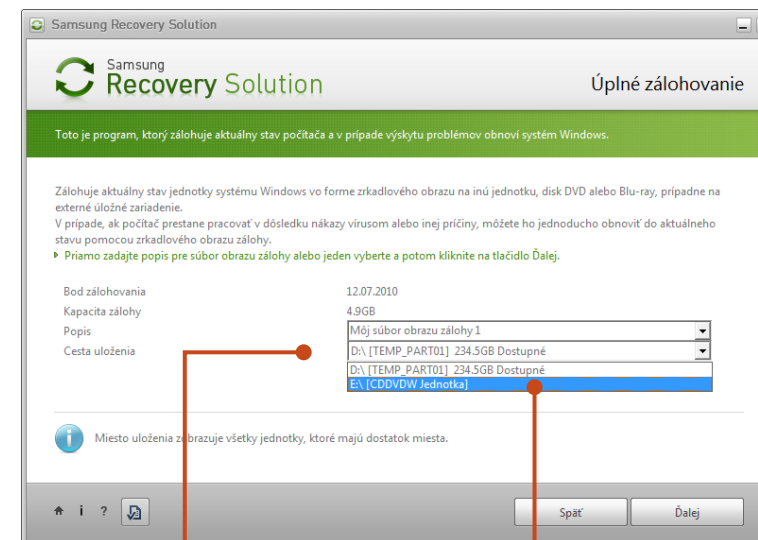 Samsung Recovery Solution
Samsung
Recovery Solution
Úplné zálohovanie
Toto je program, ktorý zálohuje aktuálny stav počítača a v prípade výskytu problémov obnoví systém Windows.
Zálohuje aktuálny stav jednotky systému Windows vo forme zrkadlového obrazu na inú jednotku, disk DVD alebo Blu-ray, prípadne na
externé úložné zariadenie.
V prípade, ak počítač prestane pracovať v dôsledku nákazy vírusom alebo inej príčiny, môžete ho jednoducho obnoviť do aktuálneho
stavu pomocou zrkadlového obrazu zálohy.
Priamo zadajte popis pre súbor obrazu zálohy alebo jeden vyberte a potom kliknite na tlačidlo Ďalej.
Bod zálohovania 12.07.2010
Kapacita zálohy 4.9GB
Popis Môj súbor obrazu zálohy 1
Cesta uloženia D:\ [TEMP_PART01] 234.5GB Dostupné
D:\ [TEMP_PART01] 234.5GB Dostupné
E:\ [CDDVDW Jednotka]
Miesto uloženia zobrazuje všetky jednotky, ktoré majú dostatok miesta.
i ? Späť Ďalej